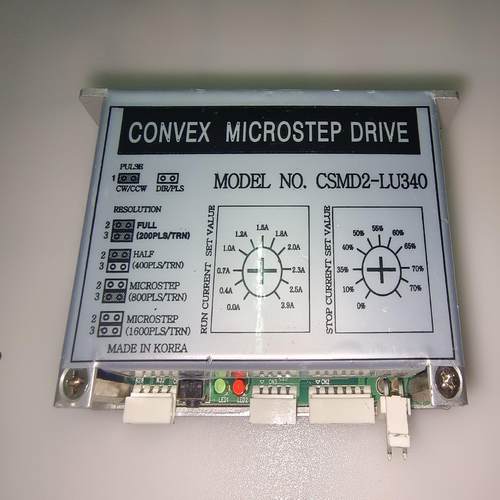 CONVEX MICROSTEP DRIVE
PULSE
1
CW/CCW DIR/PLS
MODEL NO. CSMD2-LU340
RESOLUTION
2 FULL
3 (200PLS/TRN)
2 HALF
3 (400PLS/TRN)
2 MICROSTEP
3 (800PLS/TRN)
2 MICROSTEP
3 (1600PLS/TRN)
MADE IN KOREA
RUN CURRENT SET VALUE
0.0A
0.4A
0.7A
1.0A
1.2A
1.5A
1.8A
2.0A
2.3A
2.5A
2.9A
STOP CURRENT SET VALUE
0%
10%
35%
40%
50%
55%
60%
65%
70%
70%
LED1
LED2
CN3
CN2